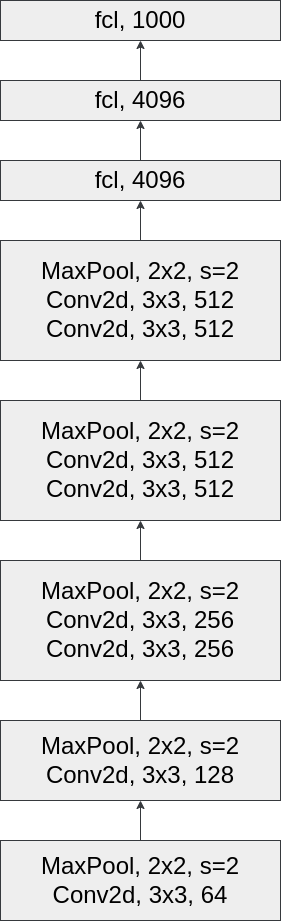 fcl, 1000
fcl, 4096
fcl, 4096
MaxPool, 2x2, s=2
Conv2d, 3x3, 512
Conv2d, 3x3, 512
MaxPool, 2x2, s=2
Conv2d, 3x3, 512
Conv2d, 3x3, 512
MaxPool, 2x2, s=2
Conv2d, 3x3, 256
Conv2d, 3x3, 256
MaxPool, 2x2, s=2
Conv2d, 3x3, 128
MaxPool, 2x2, s=2
Conv2d, 3x3, 64